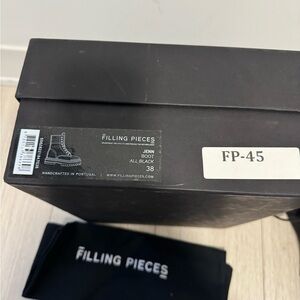 FILLING PIECES
JENN
BOOT
ALL BLACK
38
HANDCRAFTED IN PORTUGAL
WWW.FILLINGPIECES.COM
FP-45
FILLING PIECES